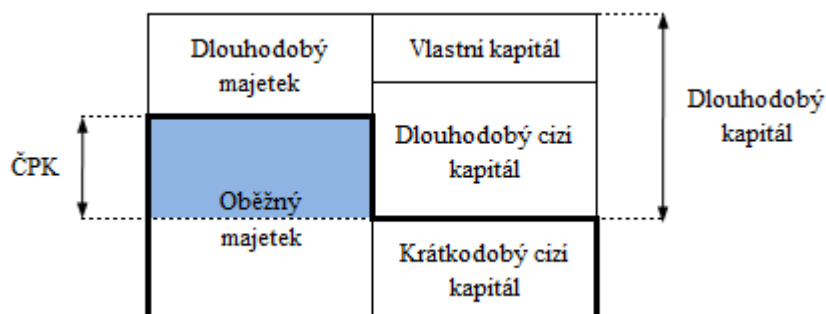 Dlouhodobý
majetek
Vlastní kapitál
Dlouhodobý
kapitál
Dlouhodobý cizí
kapitál
ČPK
Oběžný
majetek
Krátkodobý cizí
kapitál